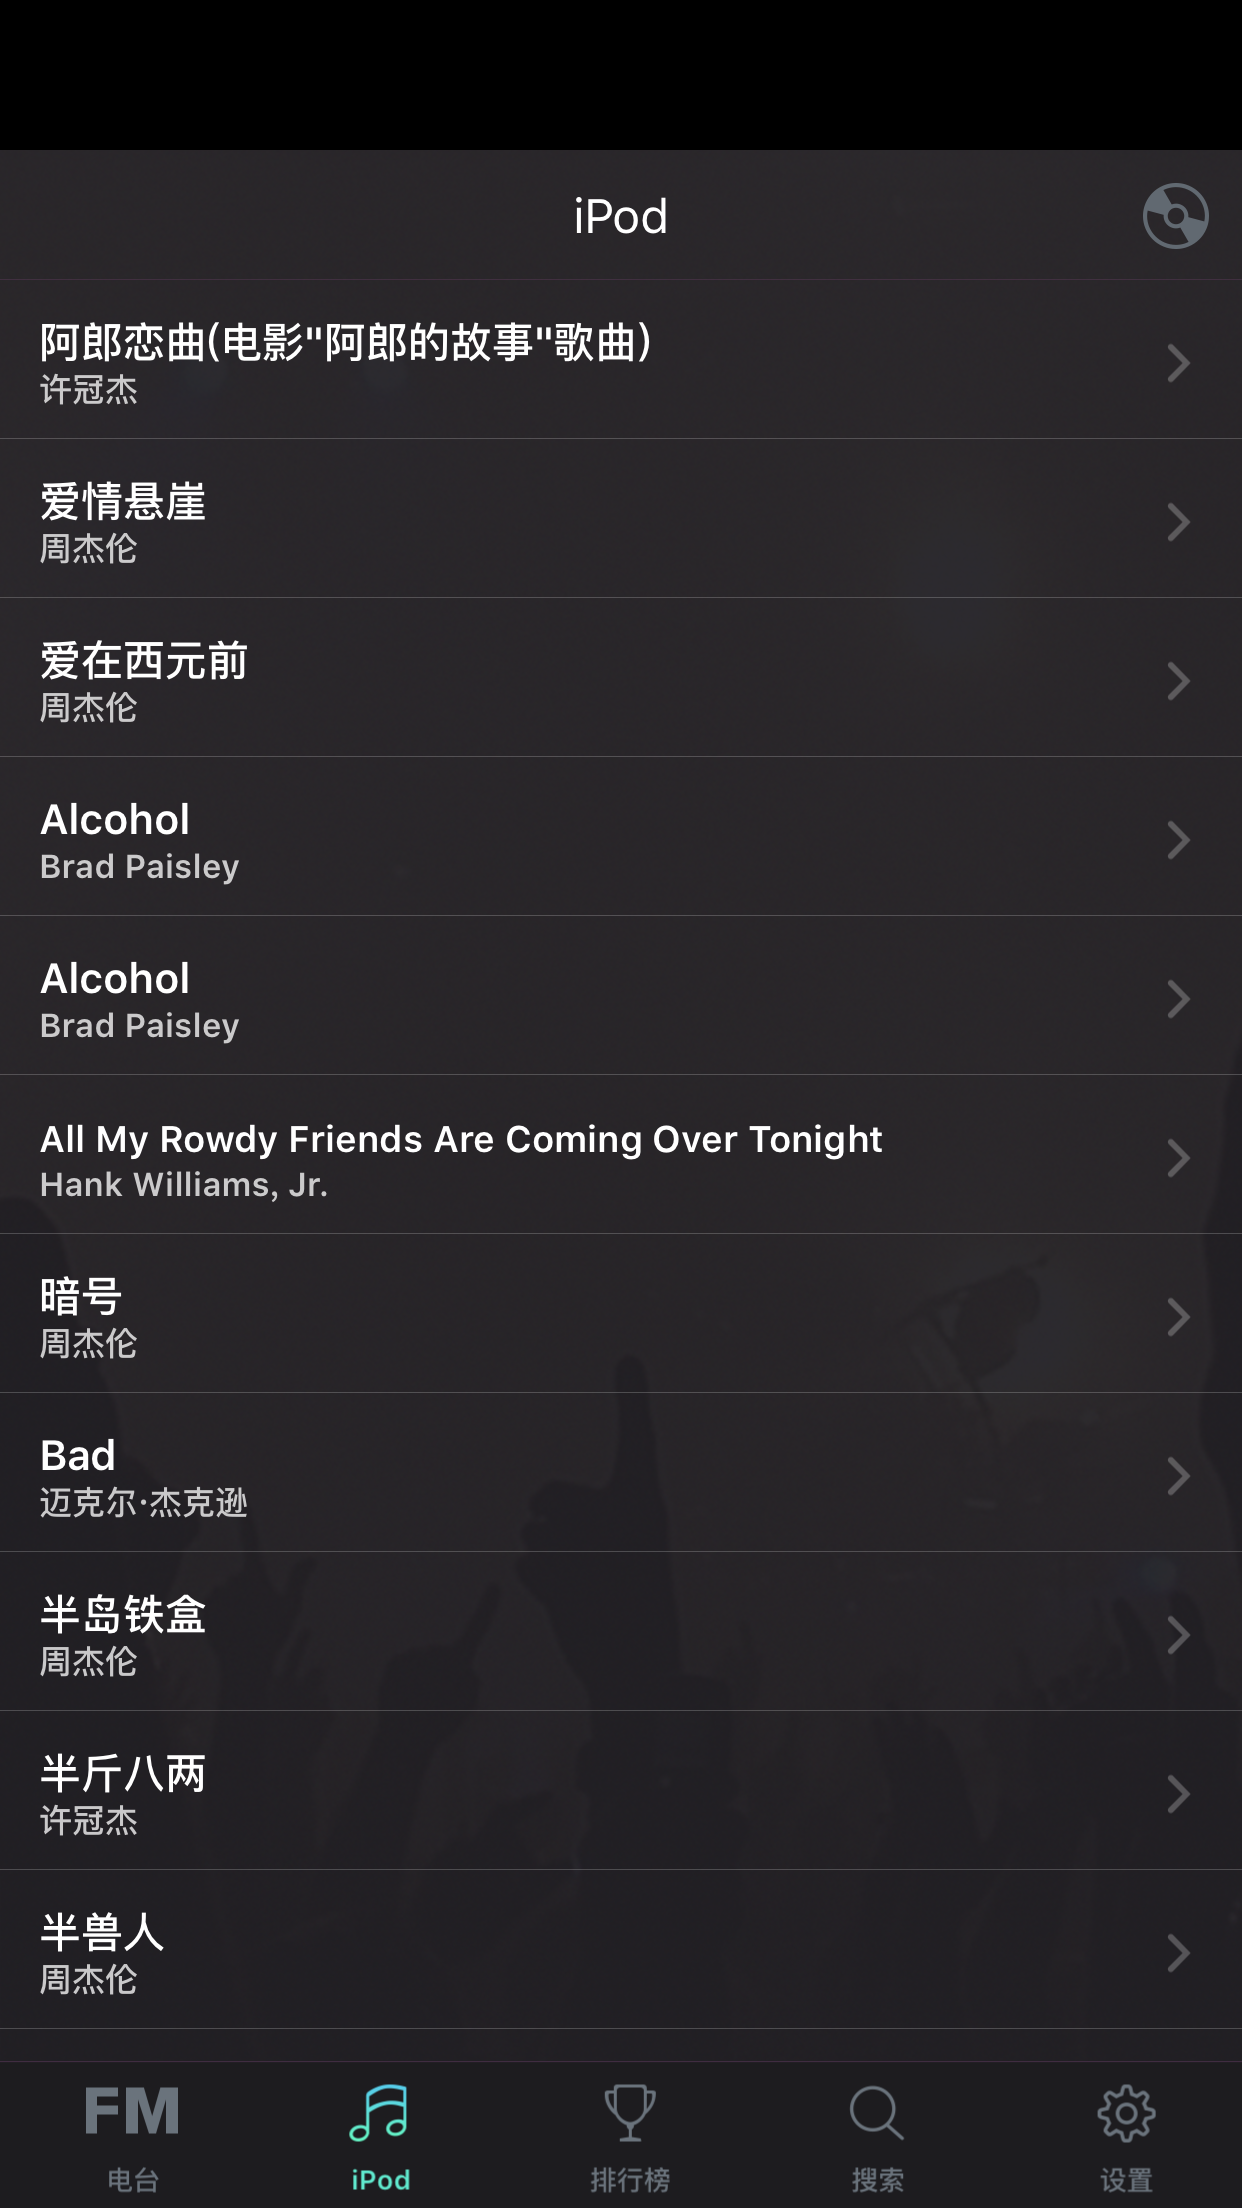 iPod
阿郎恋曲(电影"阿郎的故事"歌曲)
许冠杰
爱情悬崖
周杰伦
爱在西元前
周杰伦
Alcohol
Brad Paisley
Alcohol
Brad Paisley
All My Rowdy Friends Are Coming Over Tonight
Hank Williams, Jr.
暗号
周杰伦
Bad
迈克尔·杰克逊
半岛铁盒
周杰伦
半斤八两
许冠杰
半兽人
周杰伦
FM
电台
iPod
排行榜
搜索
设置